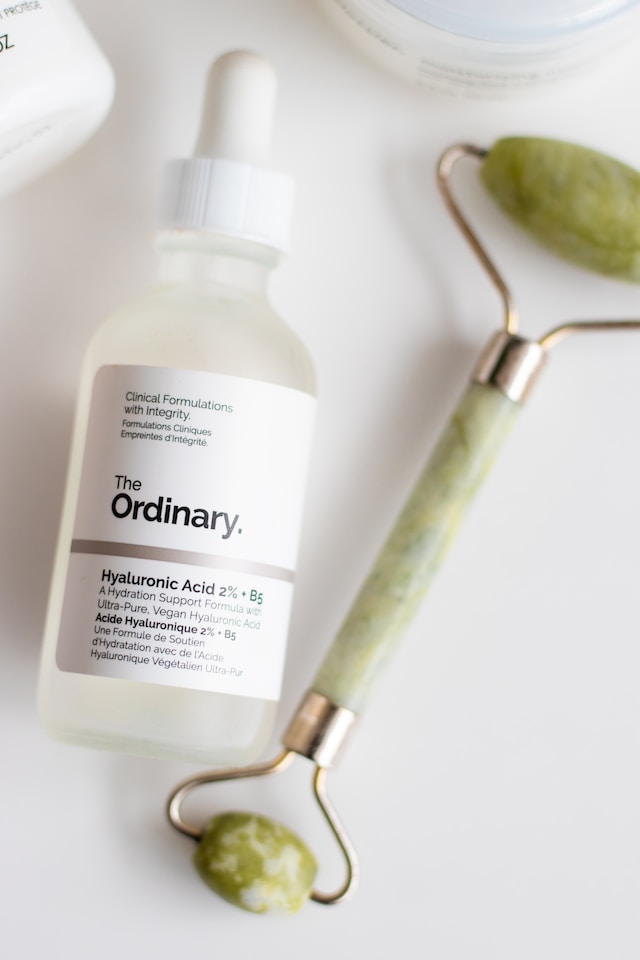 PROTÉGÉ
OZ
Clinical Formulations
with Integrity.
Formulations Cliniques
Empreintes d'Intégrité.
The
Ordinary.
Hyaluronic Acid 2% + B5
A Hydration Support Formula with
Ultra-Pure, Vegan Hyaluronic Acid
Acide Hyaluronique 2% + B5
Une Formule de Soutien
d'Hydratation avec de l'Acide
Hyaluronique Végétalien Ultra-Pur